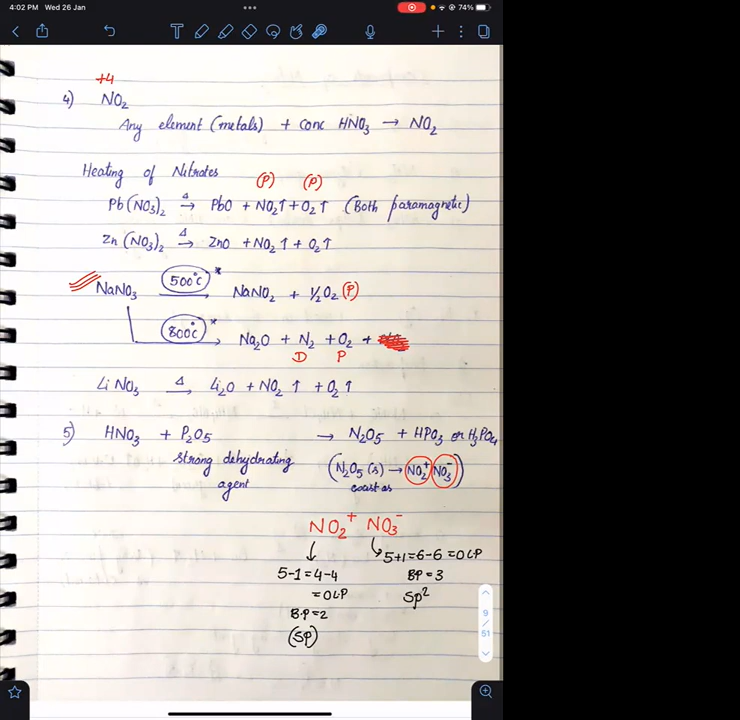 4:02 PM Wed 26 Jan
74%
+4
4) NO2
Any element (metals) + conc HNO3 → NO2
Heating of Nitrates (P) (P)
Pb(NO3)2 Δ→ PbO + NO2↑ + O2↑ (Both paramagnetic)
Zn(NO3)2 Δ→ ZnO + NO2↑ + O2↑
NaNO3 500°C* → NaNO2 + 1/2 O2 (P)
800°C* → Na2O + N2 + O2 +
D P
LiNO3 Δ→ Li2O + NO2↑ + O2↑
5) HNO3 + P2O5 → N2O5 + HPO3 or H3PO4
Strong dehydrating agent
(N2O5(s) → NO2+ NO3-)
exist as
NO2+ NO3-
5+1=6-6=0LP
5-1=4-4
BP=3
=0LP
Sp2
B.P=2
(Sp)
9
/
51